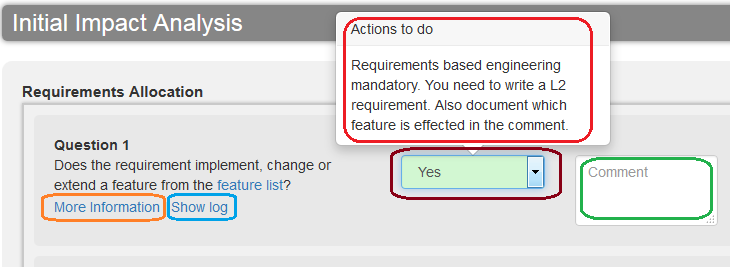 Initial Impact Analysis
Actions to do
Requirements based engineering
mandatory. You need to write a L2
requirement. Also document which
feature is effected in the comment.
Requirements Allocation
Question 1
Does the requirement implement, change or
extend a feature from the feature list?
More Information Show log
Yes
Comment